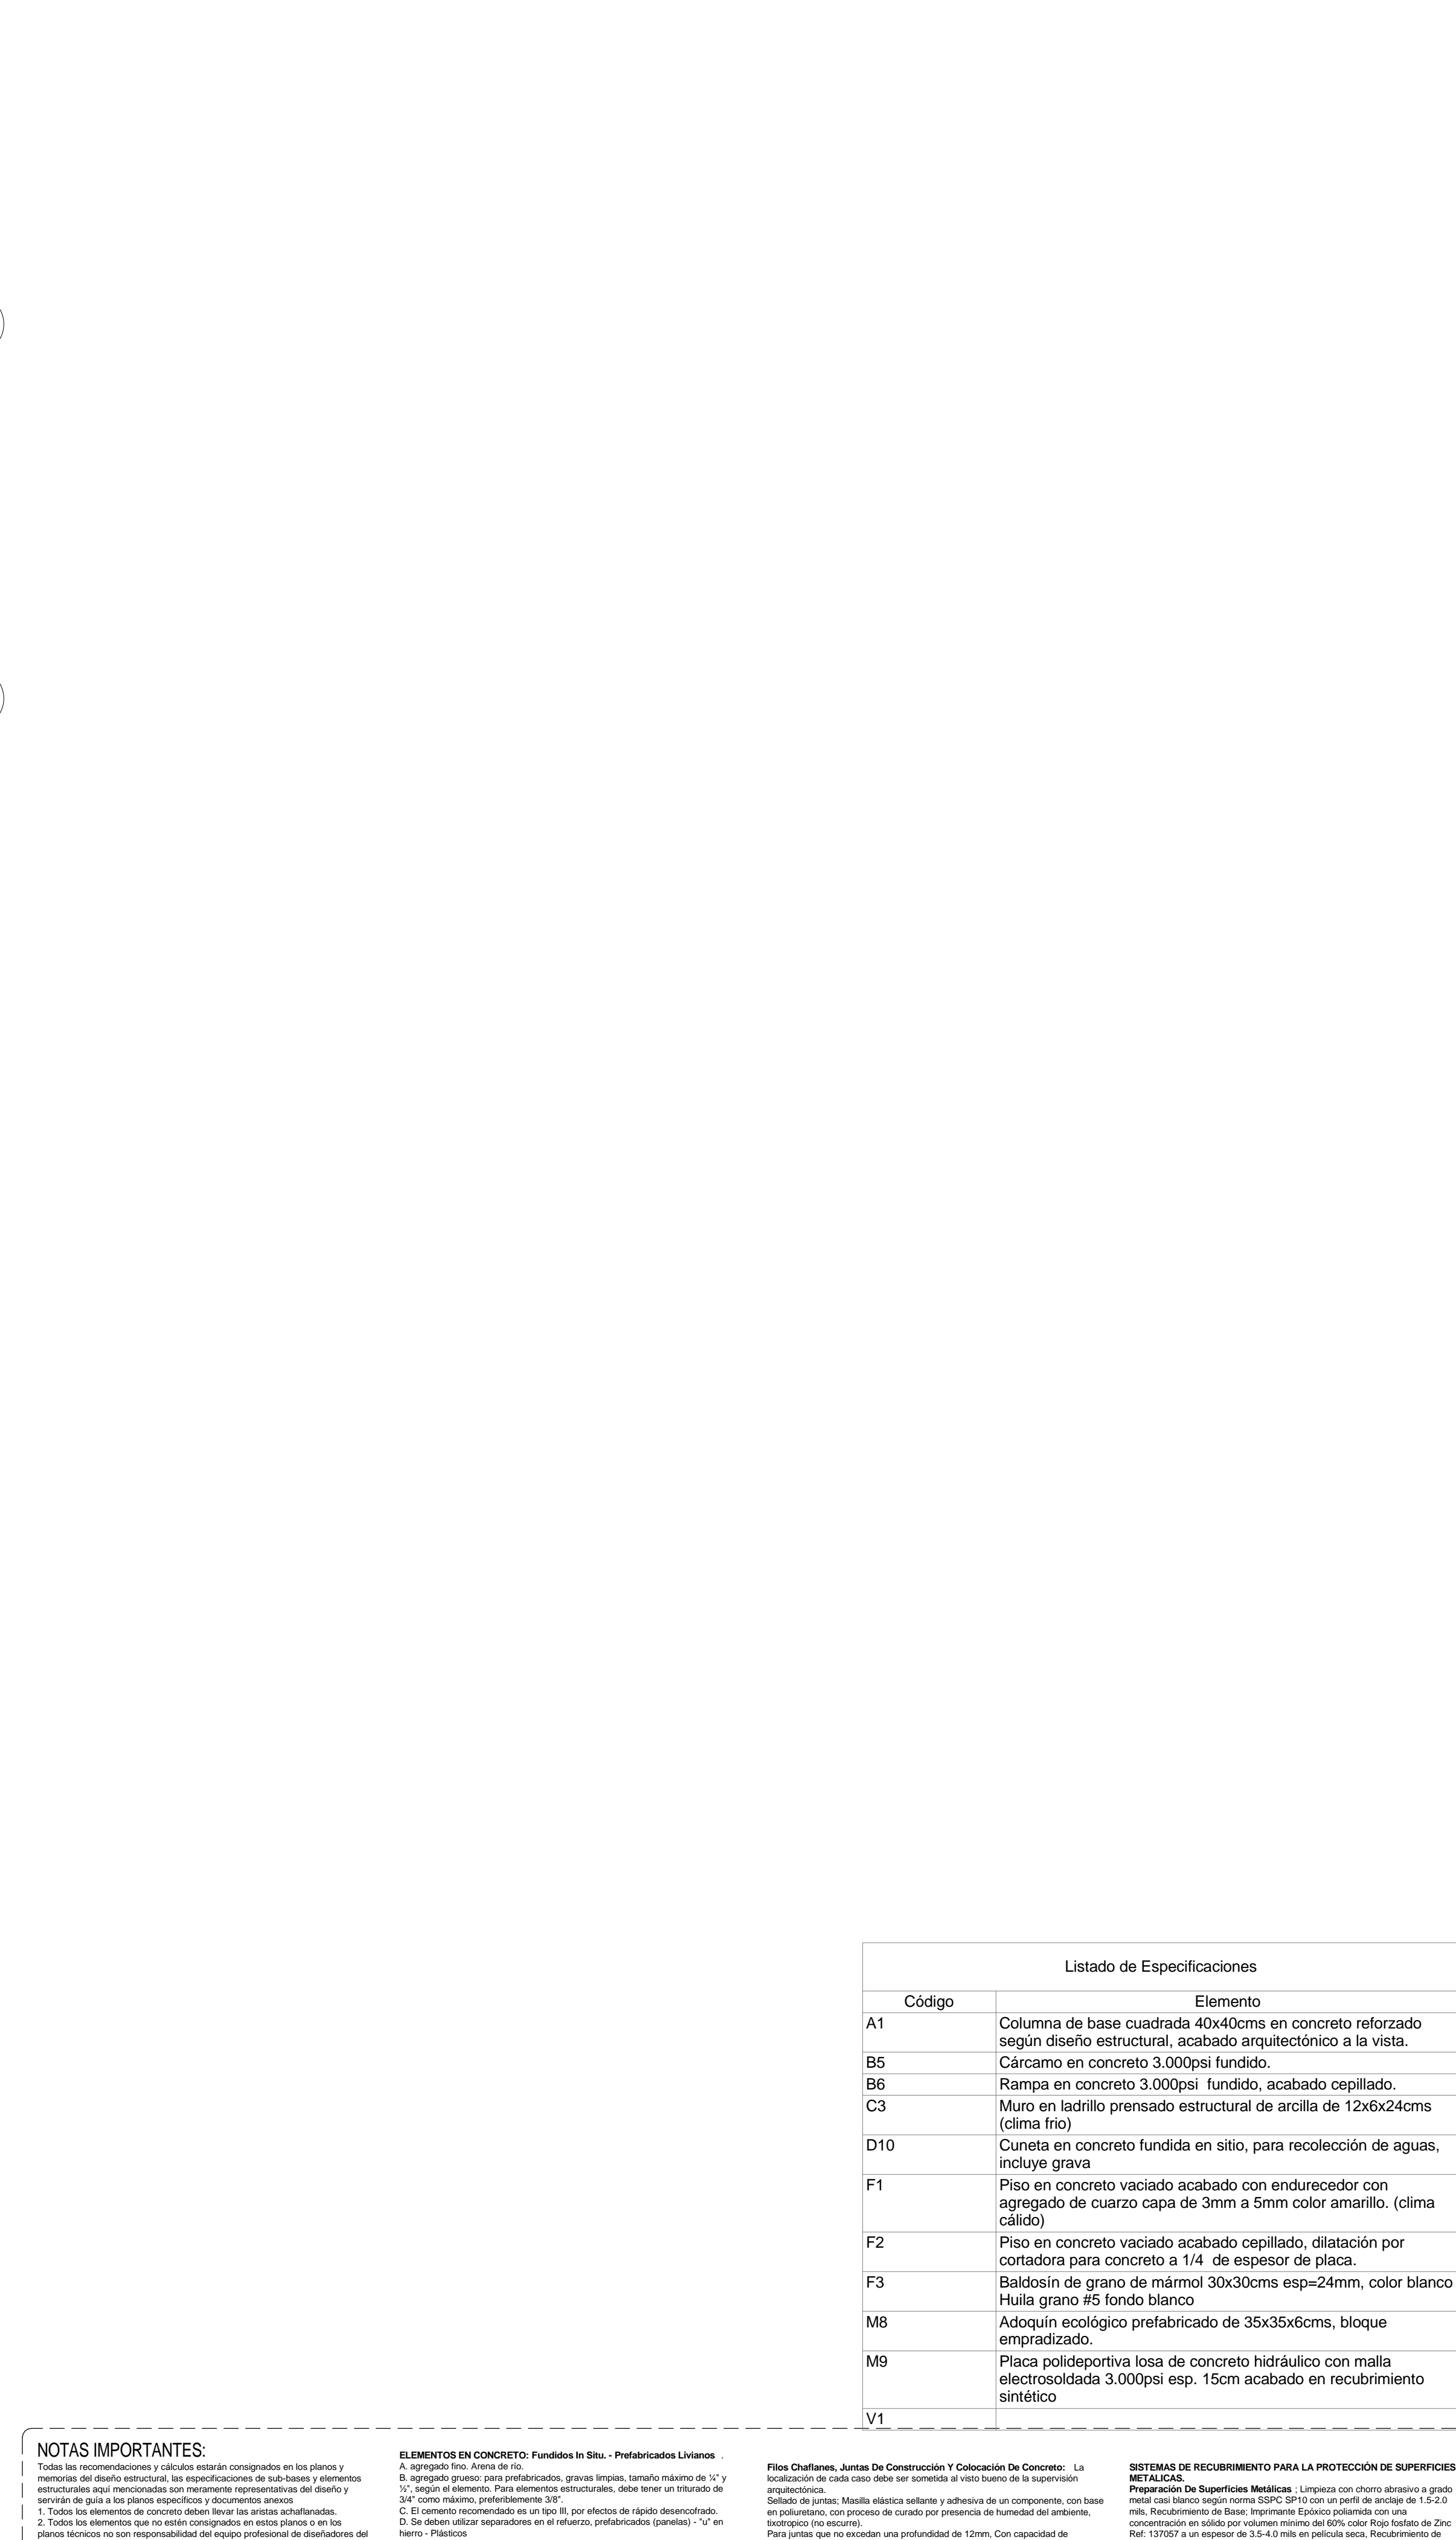 Listado de Especificaciones
Código Elemento
A1 Columna de base cuadrada 40x40cms en concreto reforzado
según diseño estructural, acabado arquitectónico a la vista.
B5 Cárcamo en concreto 3.000psi fundido.
B6 Rampa en concreto 3.000psi fundido, acabado cepillado.
C3 Muro en ladrillo prensado estructural de arcilla de 12x6x24cms
(clima frio)
D10 Cuneta en concreto fundida en sitio, para recolección de aguas,
incluye grava
F1 Piso en concreto vaciado acabado con endurecedor con
agregado de cuarzo capa de 3mm a 5mm color amarillo. (clima
cálido)
F2 Piso en concreto vaciado acabado cepillado, dilatación por
cortadora para concreto a 1/4 de espesor de placa.
F3 Baldosín de grano de mármol 30x30cms esp=24mm, color blanco
Huila grano #5 fondo blanco
M8 Adoquín ecológico prefabricado de 35x35x6cms, bloque
empradizado.
M9 Placa polideportiva losa de concreto hidráulico con malla
electrosoldada 3.000psi esp. 15cm acabado en recubrimiento
sintético
V1
NOTAS IMPORTANTES:
Todas las recomendaciones y cálculos estarán consignados en los planos y
memorias del diseño estructural, las especificaciones de sub-bases y elementos
estructurales aquí mencionadas son meramente representativas del diseño y
servirán de guía a los planos específicos y documentos anexos
1. Todos los elementos de concreto deben llevar las aristas achaflanadas.
2. Todos los elementos que no estén consignados en estos planos o en los
planos técnicos no son responsabilidad del equipo profesional de diseñadores del
ELEMENTOS EN CONCRETO: Fundidos In Situ. - Prefabricados Livianos .
A. agregado fino. Arena de río.
B. agregado grueso: para prefabricados, gravas limpias, tamaño máximo de ¼" y
½", según el elemento. Para elementos estructurales, debe tener un triturado de
3/4" como máximo, preferiblemente 3/8".
C. El cemento recomendado es un tipo III, por efectos de rápido desencofrado.
D. Se deben utilizar separadores en el refuerzo, prefabricados (panelas) - "u" en
hierro - Plásticos
Filos Chaflanes, Juntas De Construcción Y Colocación De Concreto: La
localización de cada caso debe ser sometida al visto bueno de la supervisión
arquitectónica.
Sellado de juntas; Masilla elástica sellante y adhesiva de un componente, con base
en poliuretano, con proceso de curado por presencia de humedad del ambiente,
tixotropico (no escurre).
Para juntas que no excedan una profundidad de 12mm, Con capacidad de
SISTEMAS DE RECUBRIMIENTO PARA LA PROTECCIÓN DE SUPERFICIES
METALICAS.
Preparación De Superficies Metálicas ; Limpieza con chorro abrasivo a grado
metal casi blanco según norma SSPC SP10 con un perfil de anclaje de 1.5-2.0
mils, Recubrimiento de Base; Imprimante Epóxico poliamida con una
concentración en sólido por volumen mínimo del 60% color Rojo fosfato de Zinc
Ref: 137057 a un espesor de 3.5-4.0 mils en película seca, Recubrimiento de